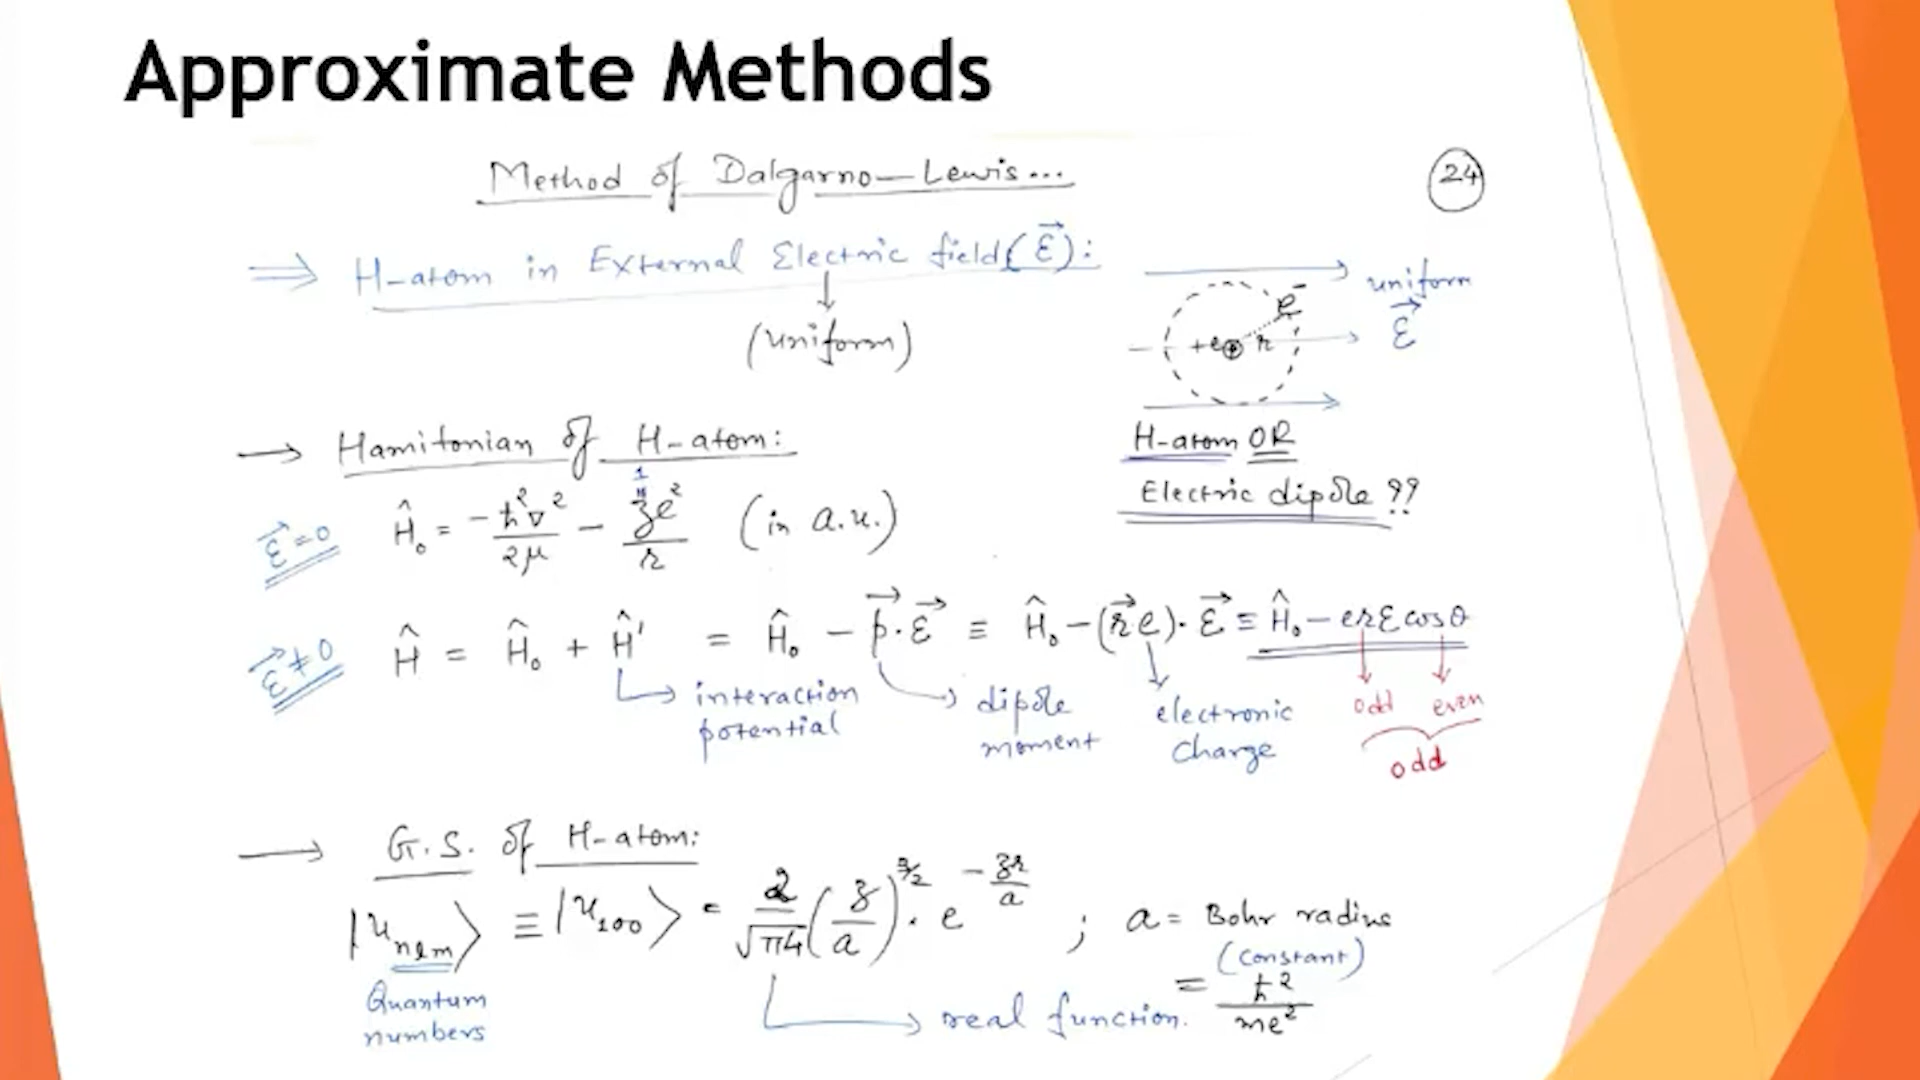 Approximate Methods
Method of Dalgarno-Lewis...
24
⇒ H-atom in External Electric field (ℰ⃗):
(uniform)
uniform
ℰ⃗
e⁻
+e ⊕ r
H-atom OR
Electric dipole ??
→ Hamitonian of H-atom:
ℰ⃗=0 Ĥ₀ = -ħ²∇²/2μ - ze²/r (in a.u.)
1
ℰ⃗≠0 Ĥ = Ĥ₀ + Ĥ' = Ĥ₀ - p⃗·ℰ⃗ ≡ Ĥ₀ - (r⃗e)·ℰ⃗ ≡ Ĥ₀ - erℰcosθ
interaction potential
dipole moment
electronic charge
odd even
odd
→ G.S. of H-atom:
|u_nlm⟩ ≡ |u₁₀₀⟩ = 2/√π4 (z/a)^3/2 · e^-zr/a ; a = Bohr radius
(constant)
= ħ²/me²
Quantum numbers
real function.